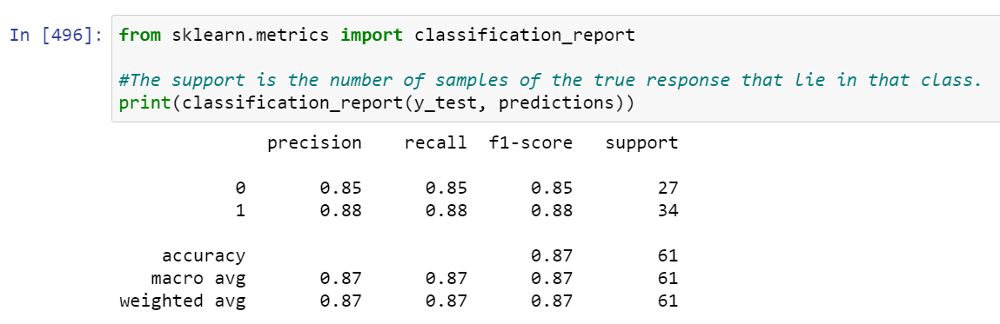 In [496]: from sklearn.metrics import classification_report
#The support is the number of samples of the true response that lie in that class.
print(classification_report(y_test, predictions))
precision recall f1-score support
0 0.85 0.85 0.85 27
1 0.88 0.88 0.88 34
accuracy 0.87 61
macro avg 0.87 0.87 0.87 61
weighted avg 0.87 0.87 0.87 61